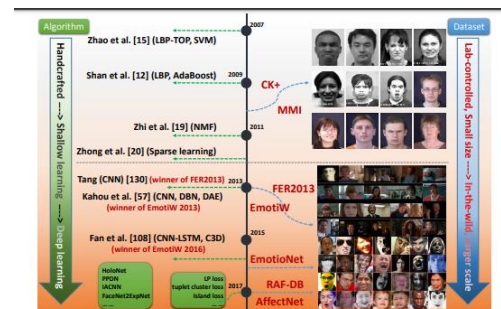 Algorithm
Dataset
2007
Zhao et al. [15] (LBP-TOP, SVM)
2009
Shan et al. [12] (LBP, AdaBoost)
CK+
MMI
Zhi et al. [19] (NMF)
2011
Zhong et al. [20] (Sparse learning)
Tang (CNN) [130] (winner of FER2013)
2013
FER2013
Kahou et al. [57] (CNN, DBN, DAE)
(winner of EmotiW 2013)
EmotiW
2015
Fan et al. [108] (CNN-LSTM, C3D)
(winner of EmotiW 2016)
EmotioNet
HoloNet
PPDN
IACNN
FaceNet2ExpNet
... ...
LP loss
tuplet cluster loss
Island loss
... ...
2017
RAF-DB
AffectNet
Handcrafted ----> Shallow learning ----> Deep learning
Lab-controlled, Small size ---> In-the-wild, larger scale